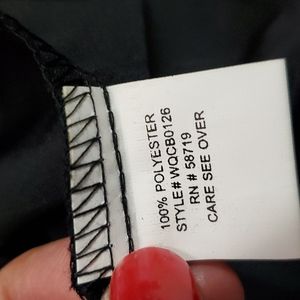 100% POLYESTER
STYLE# WQCB0126
RN # 58719
CARE SEE OVER